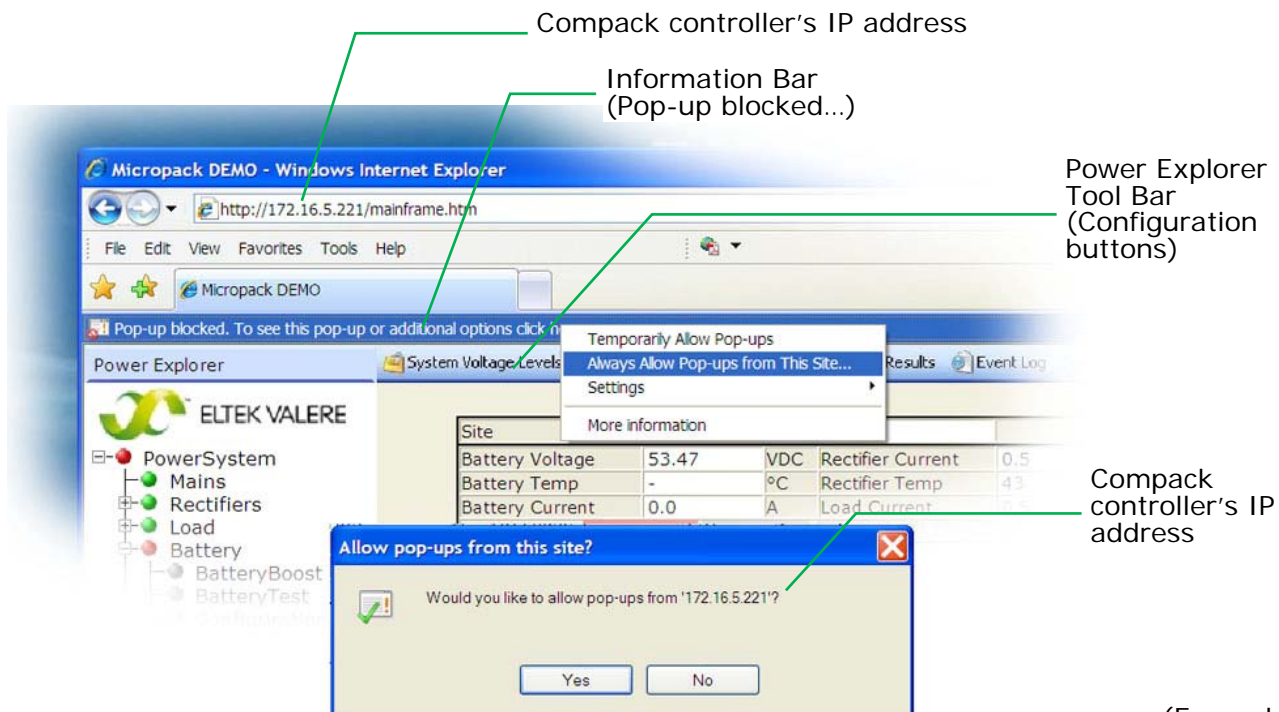 Compack controller's IP address
Information Bar
(Pop-up blocked...)
Power Explorer
Tool Bar
(Configuration
buttons)
Micropack DEMO - Windows Internet Explorer
http://172.16.5.221/mainframe.htm
File Edit View Favorites Tools Help
Micropack DEMO
Pop-up blocked. To see this pop-up or additional options click
Temporarily Allow Pop-ups
Always Allow Pop-ups from This Site...
Settings
More information
Power Explorer
System Voltage Levels
Results Event Log
ELTEK VALERE
PowerSystem
Mains
Rectifiers
Load
Battery
BatteryBoost
BatteryTest
Site
Battery Voltage 53.47 VDC Rectifier Current 0.5
Battery Temp - °C Rectifier Temp 43
Battery Current 0.0 A Load Current
Compack
controller's IP
address
Allow pop-ups from this site?
Would you like to allow pop-ups from '172.16.5.221'?
Yes No